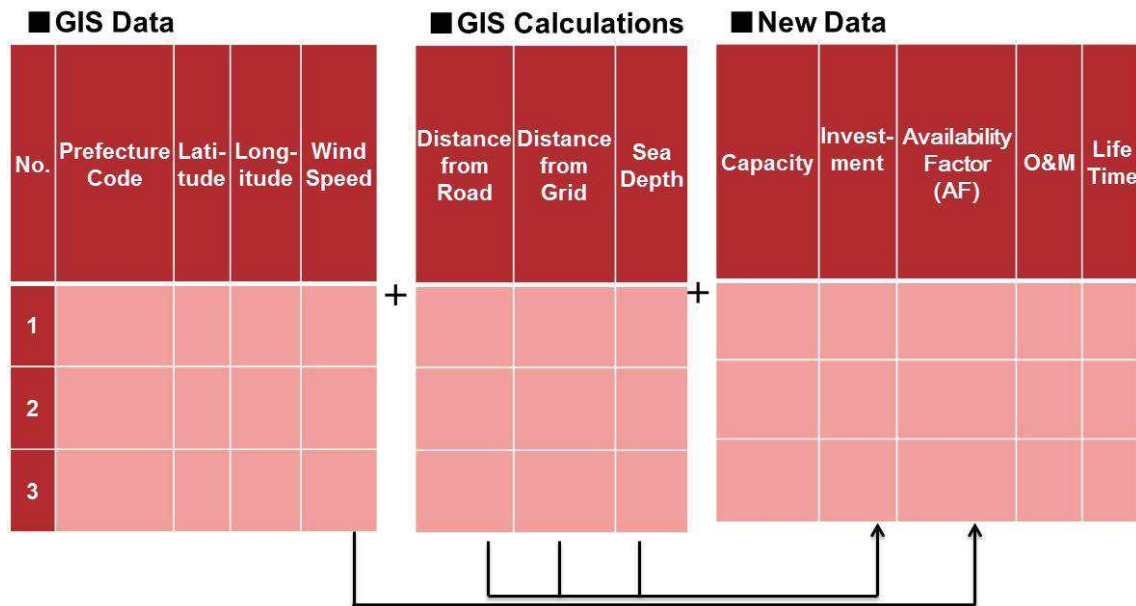 ■ GIS Data
No.
Prefecture
Code
Lati-
tude
Long-
itude
Wind
Speed
1
2
3
+
■ GIS Calculations
Distance
from
Road
Distance
from
Grid
Sea
Depth
+
■ New Data
Capacity
Invest-
ment
Availability
Factor
(AF)
O&M
Life
Time